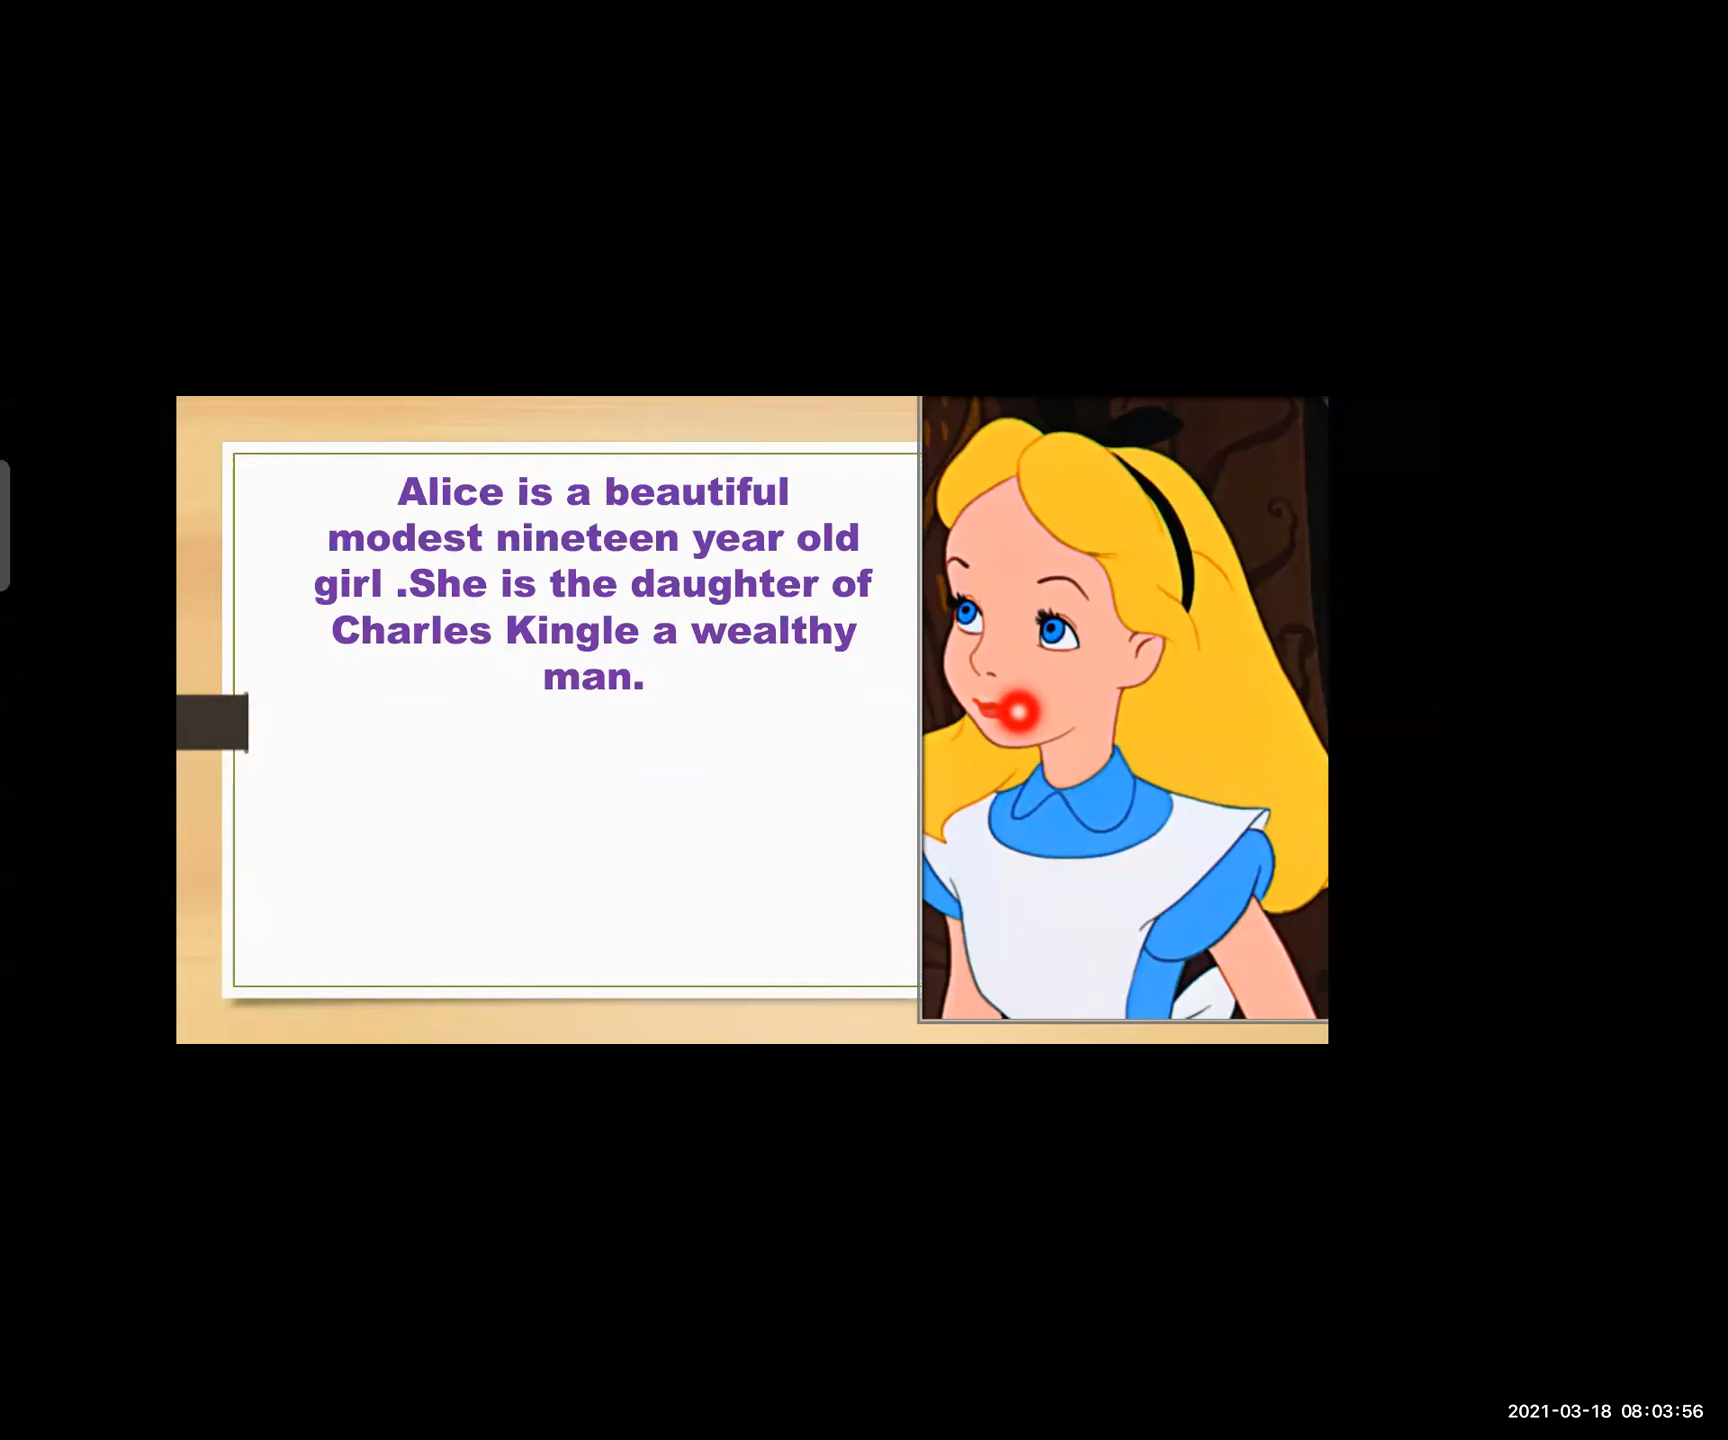 Alice is a beautiful
modest nineteen year old
girl .She is the daughter of
Charles Kingle a wealthy
man.
2021-03-18 08:03:56